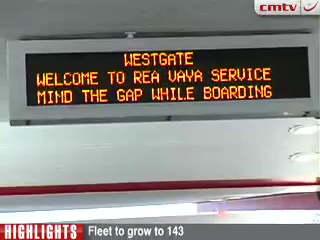 cmtv
WESTGATE
WELCOME TO REA VAYA SERVICE
MIND THE GAP WHILE BOARDING
HIGHLIGHTS Fleet to grow to 143